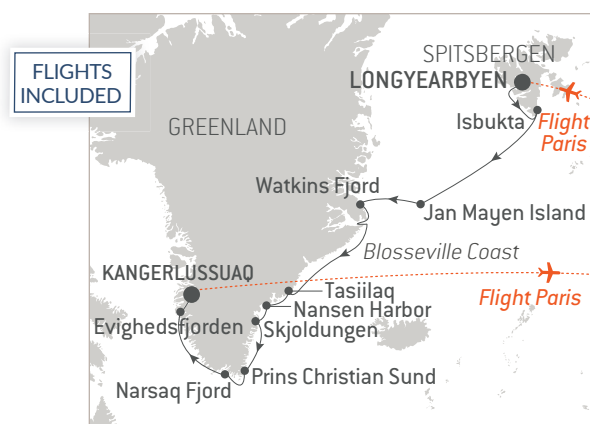 FLIGHTS
INCLUDED
SPITSBERGEN
LONGYEARBYEN
Isbukta
Flight
Paris
GREENLAND
Watkins Fjord
Jan Mayen Island
Blosseville Coast
KANGERLUSSUAQ
Tasiilaq
Flight Paris
Nansen Harbor
Evighedsfjorden
Skjoldungen
Prins Christian Sund
Narsaq Fjord